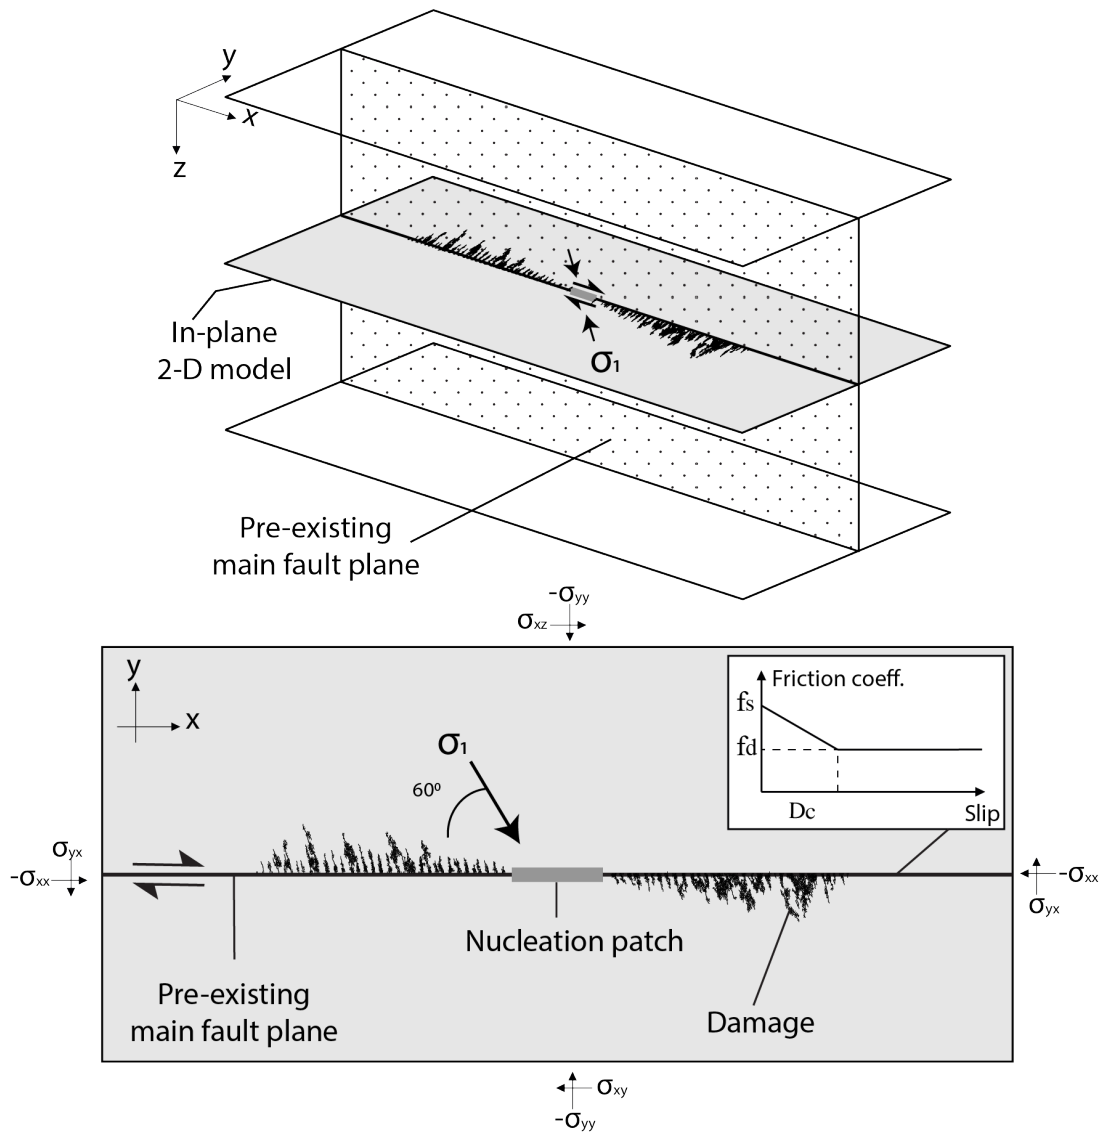 y
x
z
In-plane
2-D model
σ₁
Pre-existing
main fault plane
-σyy
σxz
y
x
σ₁
60º
Friction coeff.
fs
fd
Dc
Slip
σyx
-σxx
-σxx
σyx
Nucleation patch
Pre-existing
main fault plane
Damage
σxy
-σyy